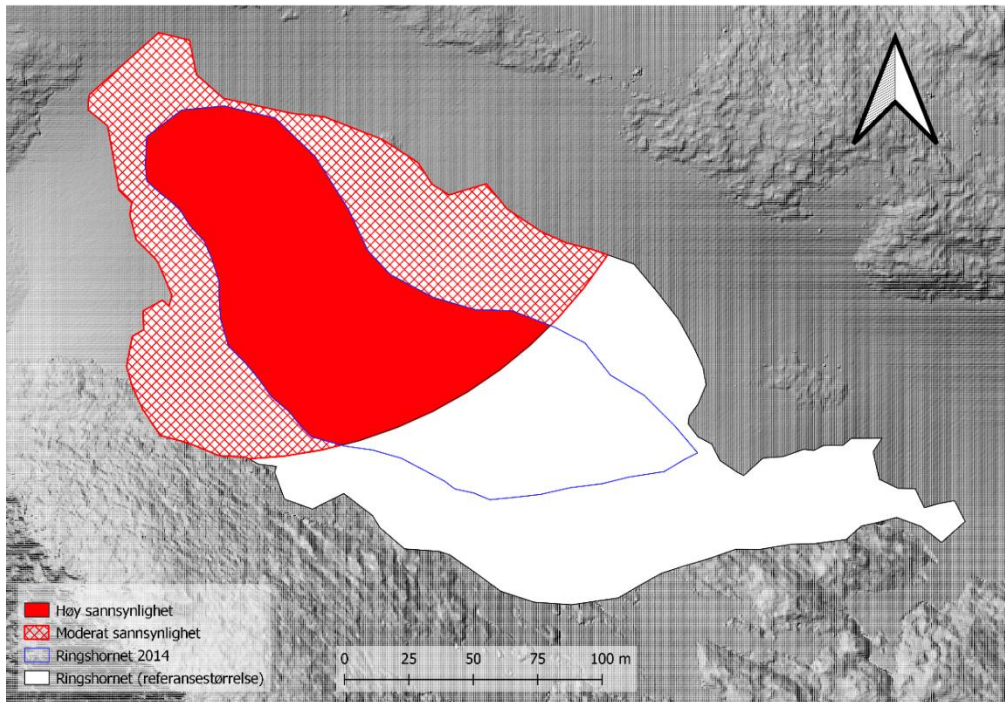 Høy sannsynlighet
Moderat sannsynlighet
Ringshornet 2014
Ringshornet (referansestørrelse)
0 25 50 75 100 m